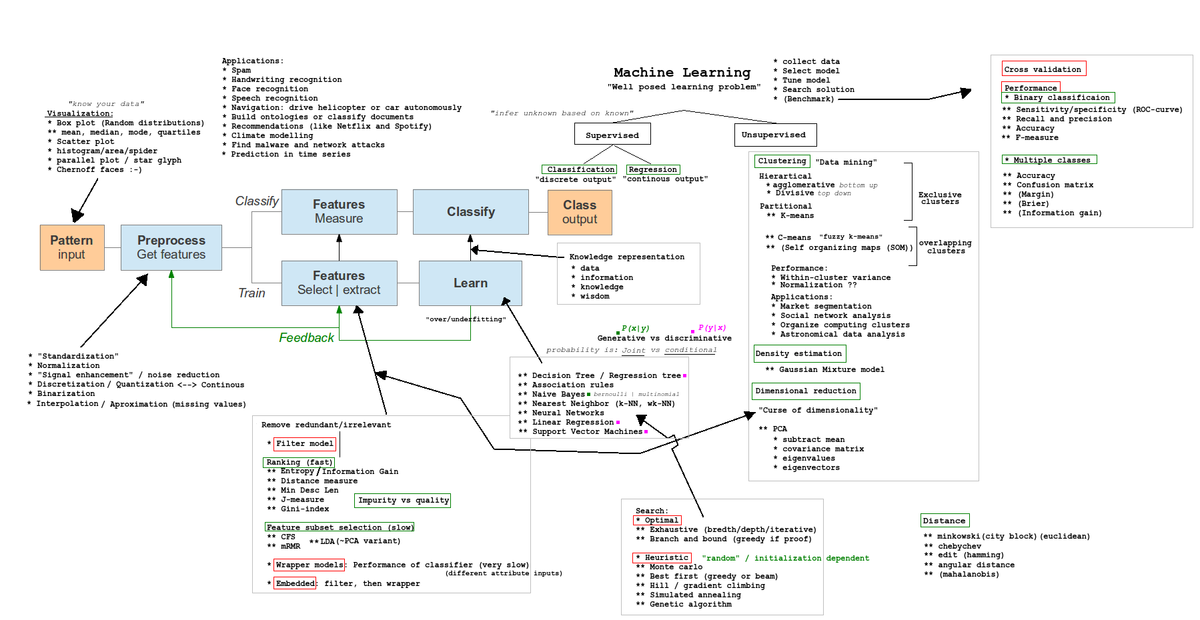 Machine Learning
"Well posed learning problem"
* collect data
* Select model
* Tune model
* Search solution
* (Benchmark)
Applications:
* Spam
* Handwriting recognition
* Face recognition
* Speech recognition
* Navigation: drive helicopter or car autonomously
* Build ontologies or classify documents
* Recommendations (like Netflix and Spotify)
* Climate modelling
* Find malware and network attacks
* Prediction in time series
"know your data"
Visualization:
* Box plot (Random distributions)
** mean, median, mode, quartiles
* Scatter plot
* histogram/area/spider
* parallel plot / star glyph
* Chernoff faces :-)
"infer unknown based on known"
Supervised
Unsupervised
Classification
"discrete output"
Regression
"continous output"
Cross validation
Performance
* Binary classificaion
** Sensitivity/specificity (ROC-curve)
** Recall and precision
** Accuracy
** F-measure
* Multiple classes
** Accuracy
** Confusion matrix
** (Margin)
** (Brier)
** (Information gain)
Clustering "Data mining"
Hierartical
* agglomerative bottom up
* Divisive top down
Partitional
** K-means
Exclusive
clusters
** C-means "fuzzy k-means"
** (Self organizing maps (SOM))
overlapping
clusters
Performance:
* Within-cluster variance
* Normalization ??
Applications:
* Market segmentation
* Social network analysis
* Organize computing clusters
* Astronomical data analysis
Density estimation
** Gaussian Mixture model
Dimensional reduction
"Curse of dimensionality"
** PCA
* subtract mean
* covariance matrix
* eigenvalues
* eigenvectors
Classify
Train
Feedback
Pattern
input
Preprocess
Get features
Features
Measure
Classify
Class
output
Features
Select | extract
Learn
"over/underfitting"
Knowledge representation
* data
* information
* knowledge
* wisdom
P(x|y)
P(y|x)
Generative vs discriminative
probability is: Joint vs conditional
** Decision Tree / Regression tree
** Association rules
** Naive Bayes bernoulli | multinomial
** Nearest Neighbor (k-NN, wk-NN)
** Neural Networks
** Linear Regression
** Support Vector Machines
* "Standardization"
* Normalization
* "Signal enhancement" / noise reduction
* Discretization/ Quantization <--> Continous
* Binarization
* Interpolation / Aproximation (missing values)
Remove redundant/irrelevant
* Filter model
Ranking (fast)
** Entropy/Information Gain
** Distance measure
** Min Desc Len
** J-measure
** Gini-index
Impurity vs quality
Feature subset selection (slow)
** CFS
** mRMR
**LDA(~PCA variant)
* Wrapper models: Performance of classifier (very slow)
(different attribute inputs)
* Embedded: filter, then wrapper
Search:
* Optimal
** Exhaustive (bredth/depth/iterative)
** Branch and bound (greedy if proof)
* Heuristic "random" / initialization dependent
** Monte carlo
** Best first (greedy or beam)
** Hill / gradient climbing
** Simulated annealing
** Genetic algorithm
Distance
** minkowski(city block)(euclidean)
** chebychev
** edit (hamming)
** angular distance
** (mahalanobis)